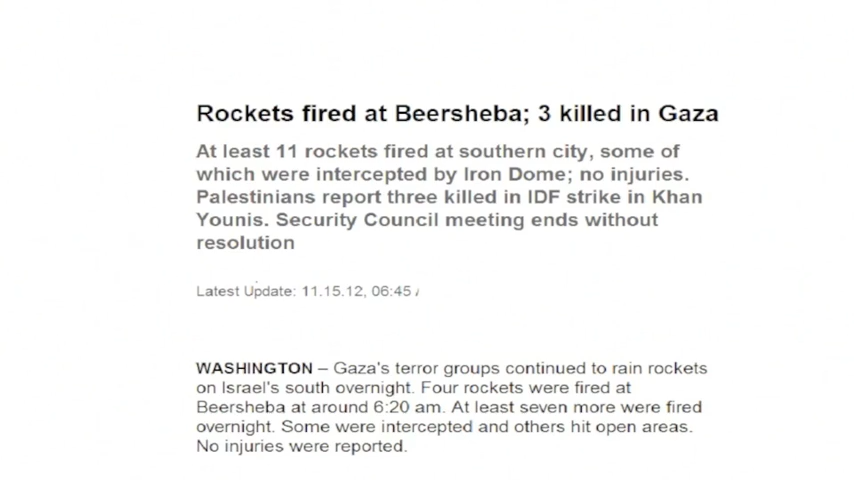 Rockets fired at Beersheba; 3 killed in Gaza
At least 11 rockets fired at southern city, some of
which were intercepted by Iron Dome; no injuries.
Palestinians report three killed in IDF strike in Khan
Younis. Security Council meeting ends without
resolution
Latest Update: 11.15.12, 06:45
WASHINGTON – Gaza's terror groups continued to rain rockets
on Israel's south overnight. Four rockets were fired at
Beersheba at around 6:20 am. At least seven more were fired
overnight. Some were intercepted and others hit open areas.
No injuries were reported.